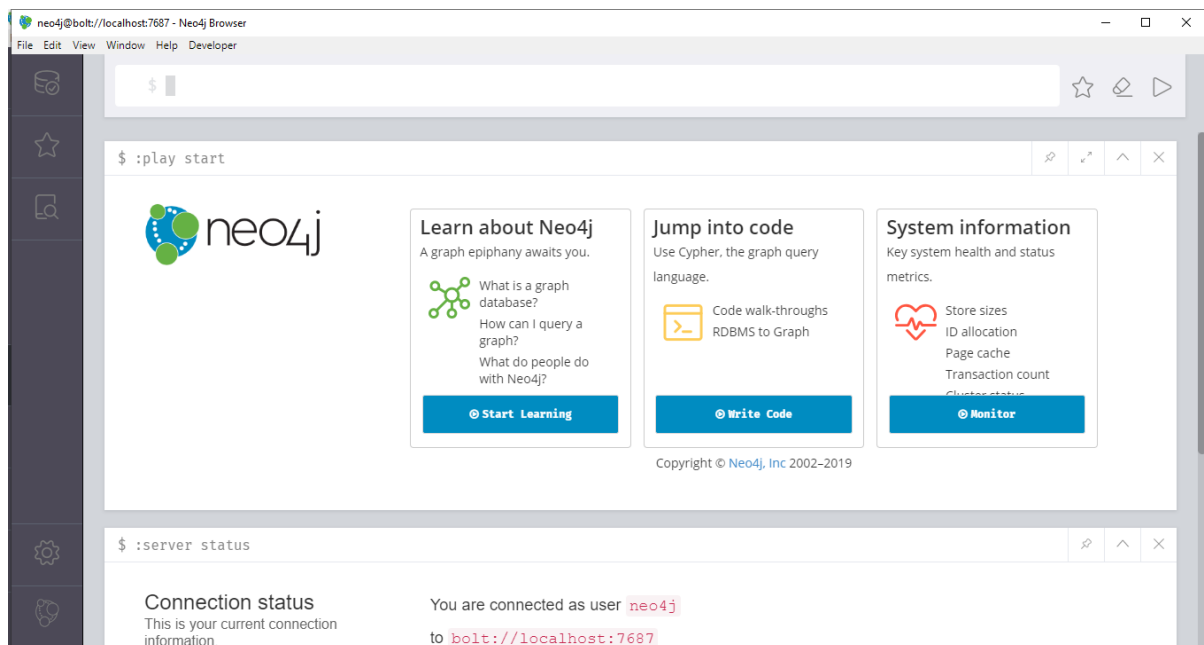 neo4j@bolt://localhost:7687 - Neo4j Browser
File Edit View Window Help Developer
$
$ :play start
neo4j
Learn about Neo4j
A graph epiphany awaits you.
What is a graph
database?
How can I query a
graph?
What do people do
with Neo4j?
Start Learning
Jump into code
Use Cypher, the graph query
language.
Code walk-throughs
RDBMS to Graph
Write Code
System information
Key system health and status
metrics.
Store sizes
ID allocation
Page cache
Transaction count
Cluster status
Monitor
Copyright © Neo4j, Inc 2002–2019
$ :server status
Connection status
This is your current connection
information
You are connected as user neo4j
to bolt://localhost:7687